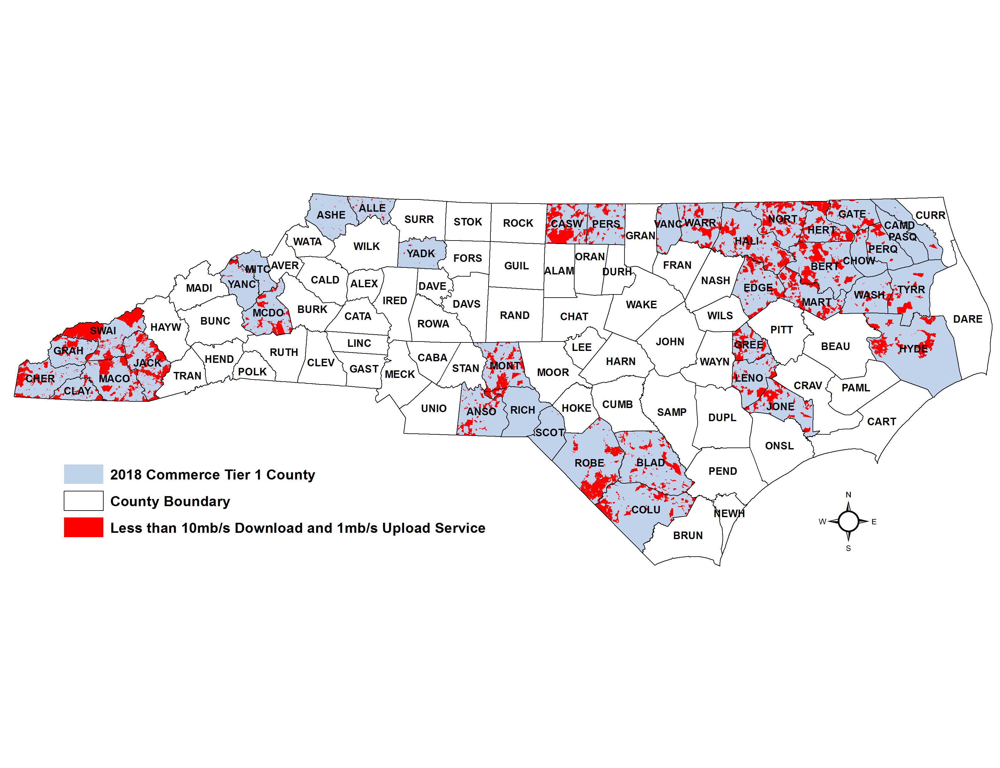 ASHE
ALLE
SURR
STOK
ROCK
CASW
PERS
GRAN
VANC
WARR
NORT
HERT
GATE
CAMD
PASQ
CURR
PERQ
CHOW
HALI
BERT
WATA
WILK
YADK
FORS
GUIL
ALAM
ORAN
DURH
FRAN
NASH
EDGE
MART
WASH
TYRR
DARE
MITC
AVER
YANC
CALD
ALEX
IRED
DAVE
DAVS
RAND
CHAT
WAKE
WILS
PITT
BEAU
HYDE
MADI
BUNC
MCDO
BURK
CATA
ROWA
HAYW
SWAI
GRAH
JACK
CHER
CLAY
MACO
TRAN
HEND
POLK
RUTH
CLEV
LINC
GAST
MECK
CABA
STAN
MONT
MOOR
LEE
HARN
JOHN
WAYN
GREE
LENO
CRAV
PAML
JONE
CART
UNIO
ANSO
RICH
SCOT
HOKE
CUMB
SAMP
DUPL
ONSL
ROBE
BLAD
PEND
COLU
NEWH
BRUN
2018 Commerce Tier 1 County
County Boundary
Less than 10mb/s Download and 1mb/s Upload Service
N
W
E
S